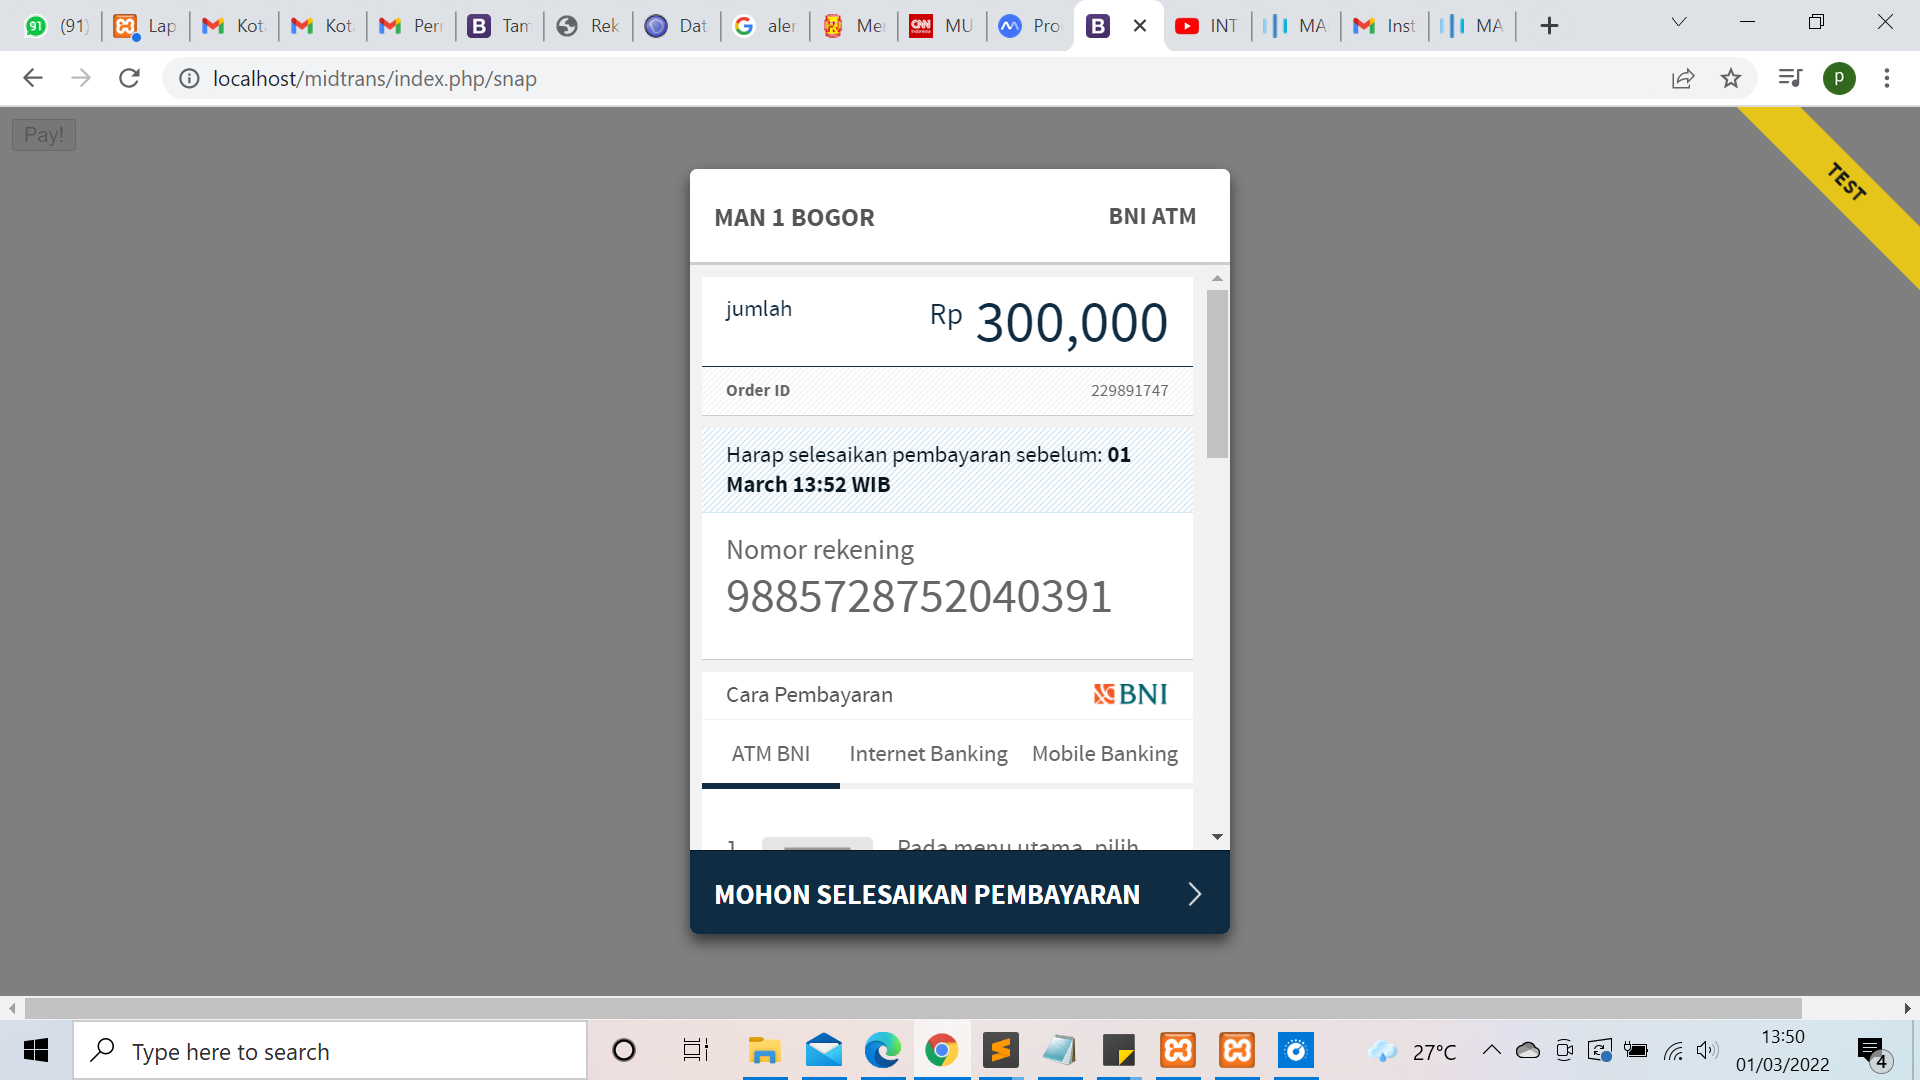 (91) Lap Kot Kot Per Tam Rek Dat aler Me MU Pro INT MA Inst MA
localhost/midtrans/index.php/snap
p
Pay!
TEST
MAN 1 BOGOR BNI ATM
jumlah Rp 300,000
Order ID 229891747
Harap selesaikan pembayaran sebelum: 01
March 13:52 WIB
Nomor rekening
9885728752040391
Cara Pembayaran BNI
ATM BNI Internet Banking Mobile Banking
1 Pada menu utama, pilih
MOHON SELESAIKAN PEMBAYARAN
Type here to search
27°C
13:50
01/03/2022
4